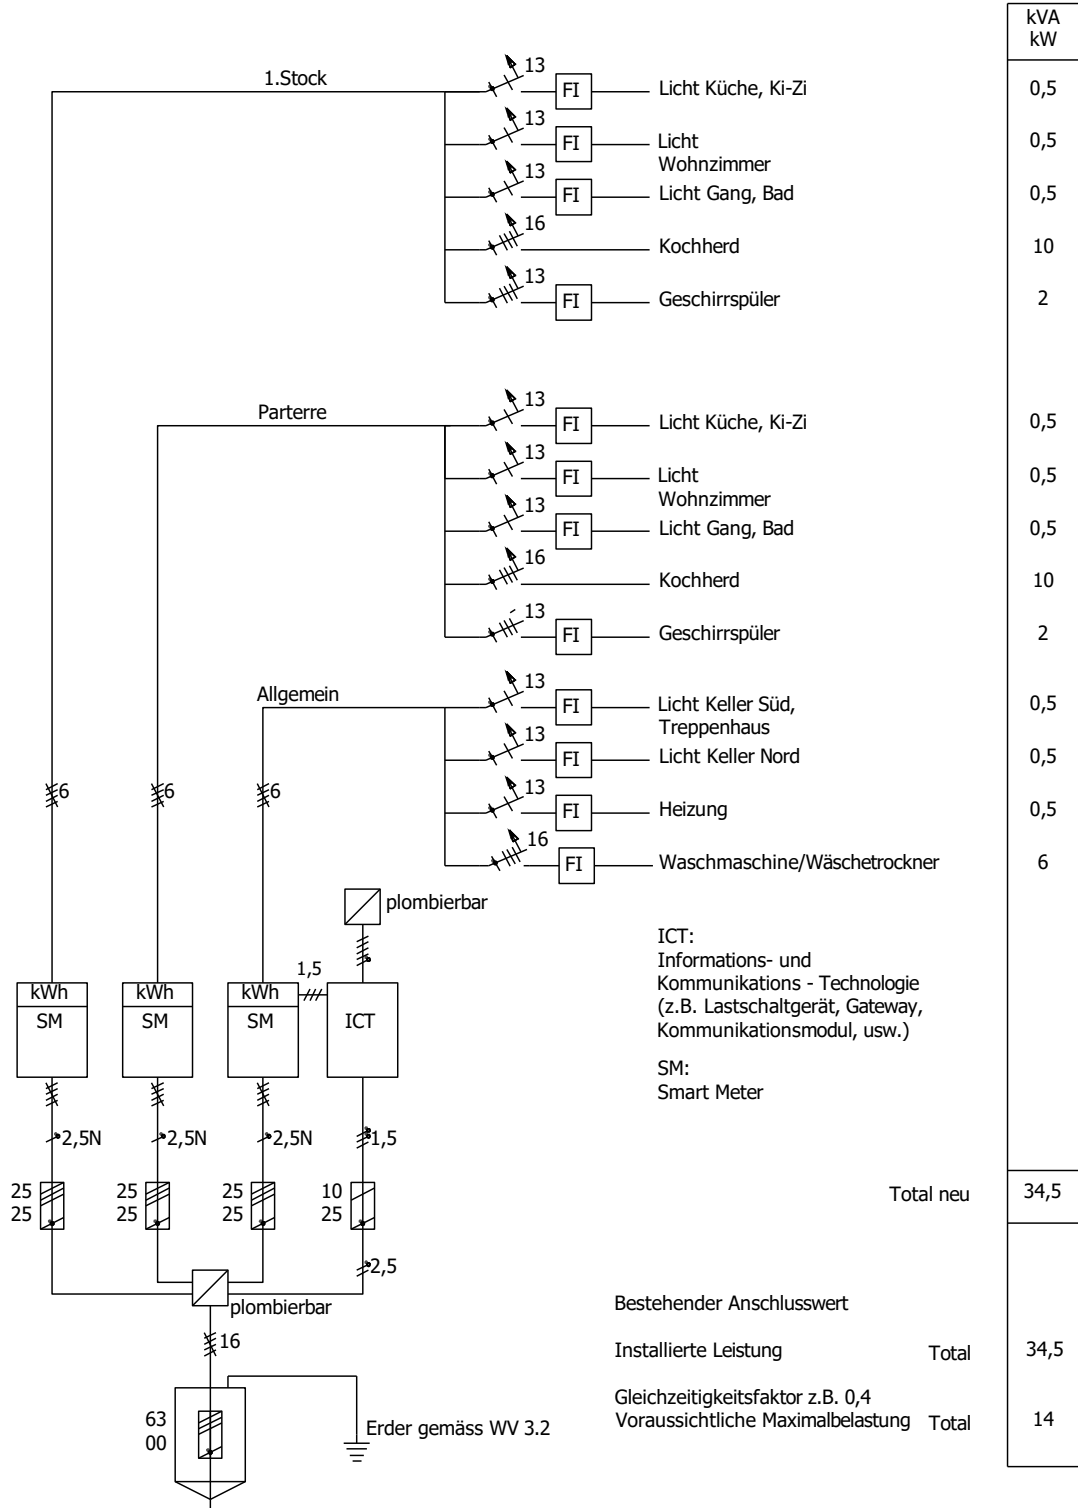 kVA
kW
1.Stock
13
FI
Licht Küche, Ki-Zi
0,5
13
FI
Licht
Wohnzimmer
0,5
13
FI
Licht Gang, Bad
0,5
16
Kochherd
10
13
FI
Geschirrspüler
2
Parterre
13
FI
Licht Küche, Ki-Zi
0,5
13
FI
Licht
Wohnzimmer
0,5
13
FI
Licht Gang, Bad
0,5
16
Kochherd
10
13
FI
Geschirrspüler
2
Allgemein
13
FI
Licht Keller Süd,
Treppenhaus
0,5
13
FI
Licht Keller Nord
0,5
13
FI
Heizung
0,5
16
FI
Waschmaschine/Wäschetrockner
6
6
6
6
plombierbar
1,5
kWh
SM
kWh
SM
kWh
SM
ICT
ICT:
Informations- und
Kommunikations - Technologie
(z.B. Lastschaltgerät, Gateway,
Kommunikationsmodul, usw.)
SM:
Smart Meter
2,5N
2,5N
2,5N
1,5
25
25
25
25
25
25
10
25
Total neu
34,5
2,5
plombierbar
16
Bestehender Anschlusswert
Installierte Leistung
Total
34,5
Gleichzeitigkeitsfaktor z.B. 0,4
Voraussichtliche Maximalbelastung
Total
14
63
00
Erder gemäss WV 3.2